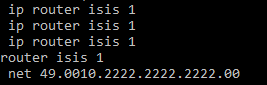 ip router isis 1
ip router isis 1
ip router isis 1
router isis 1
net 49.0010.2222.2222.2222.00